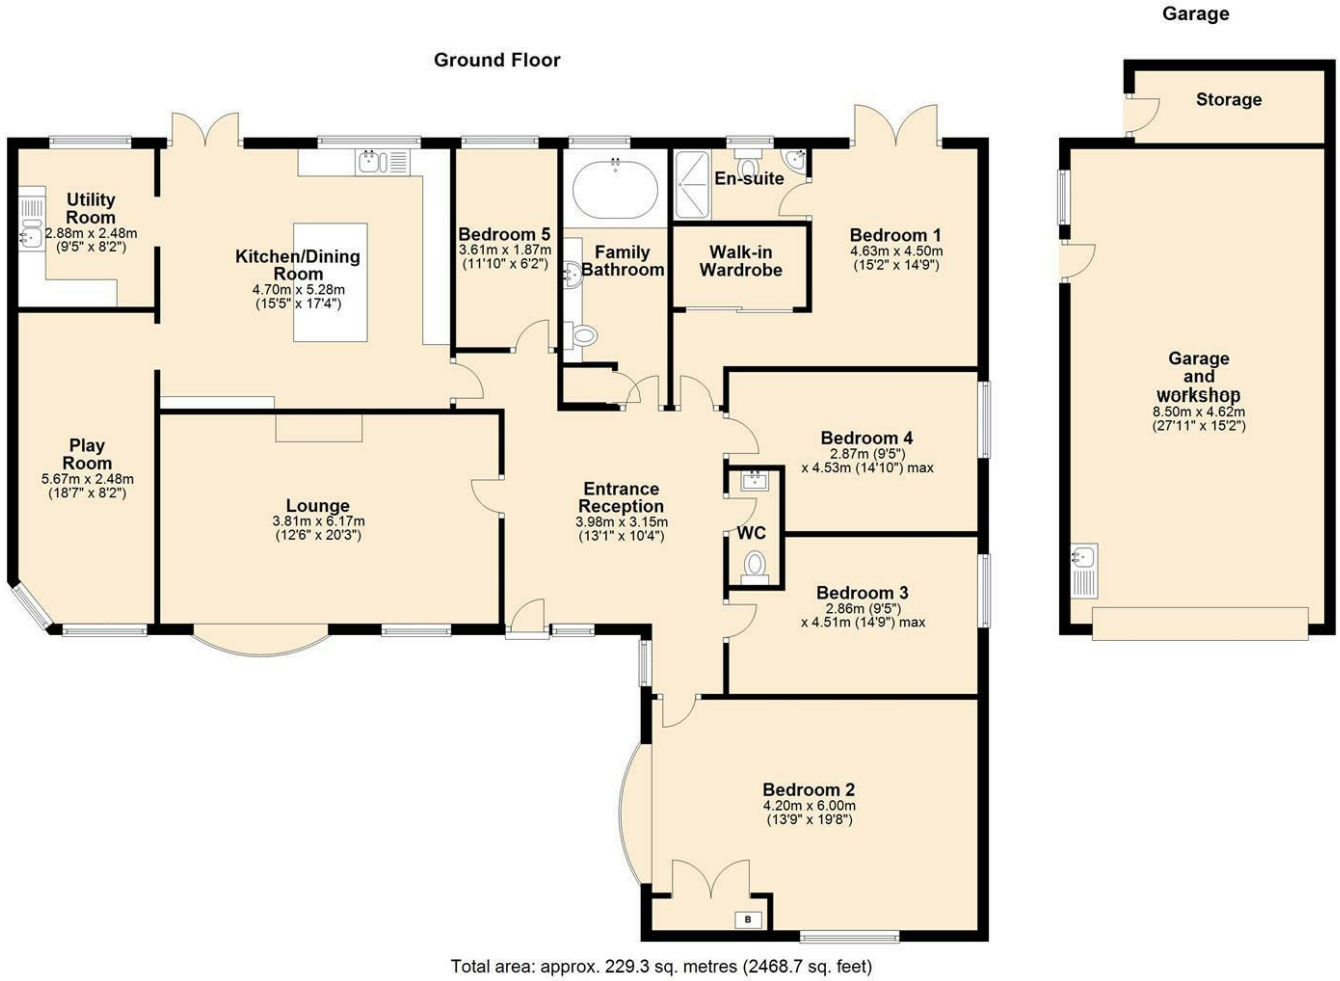 Garage
Ground Floor
Storage
Utility
Room
2.88m x 2.48m
(9'5" x 8'2")
Kitchen/Dining
Room
4.70m x 5.28m
(15'5" x 17'4")
Bedroom 5
3.61m x 1.87m
(11'10" x 6'2")
Family
Bathroom
En-suite
Walk-in
Wardrobe
Bedroom 1
4.63m x 4.50m
(15'2" x 14'9")
Garage
and
workshop
8.50m x 4.62m
(27'11" x 15'2")
Play
Room
5.67m x 2.48m
(18'7" x 8'2")
Lounge
3.81m x 6.17m
(12'6" x 20'3")
Entrance
Reception
3.98m x 3.15m
(13'1" x 10'4")
Bedroom 4
2.87m (9'5")
x 4.53m (14'10") max
WC
Bedroom 3
2.86m (9'5")
x 4.51m (14'9") max
Bedroom 2
4.20m x 6.00m
(13'9" x 19'8")
B
Total area: approx. 229.3 sq. metres (2468.7 sq. feet)